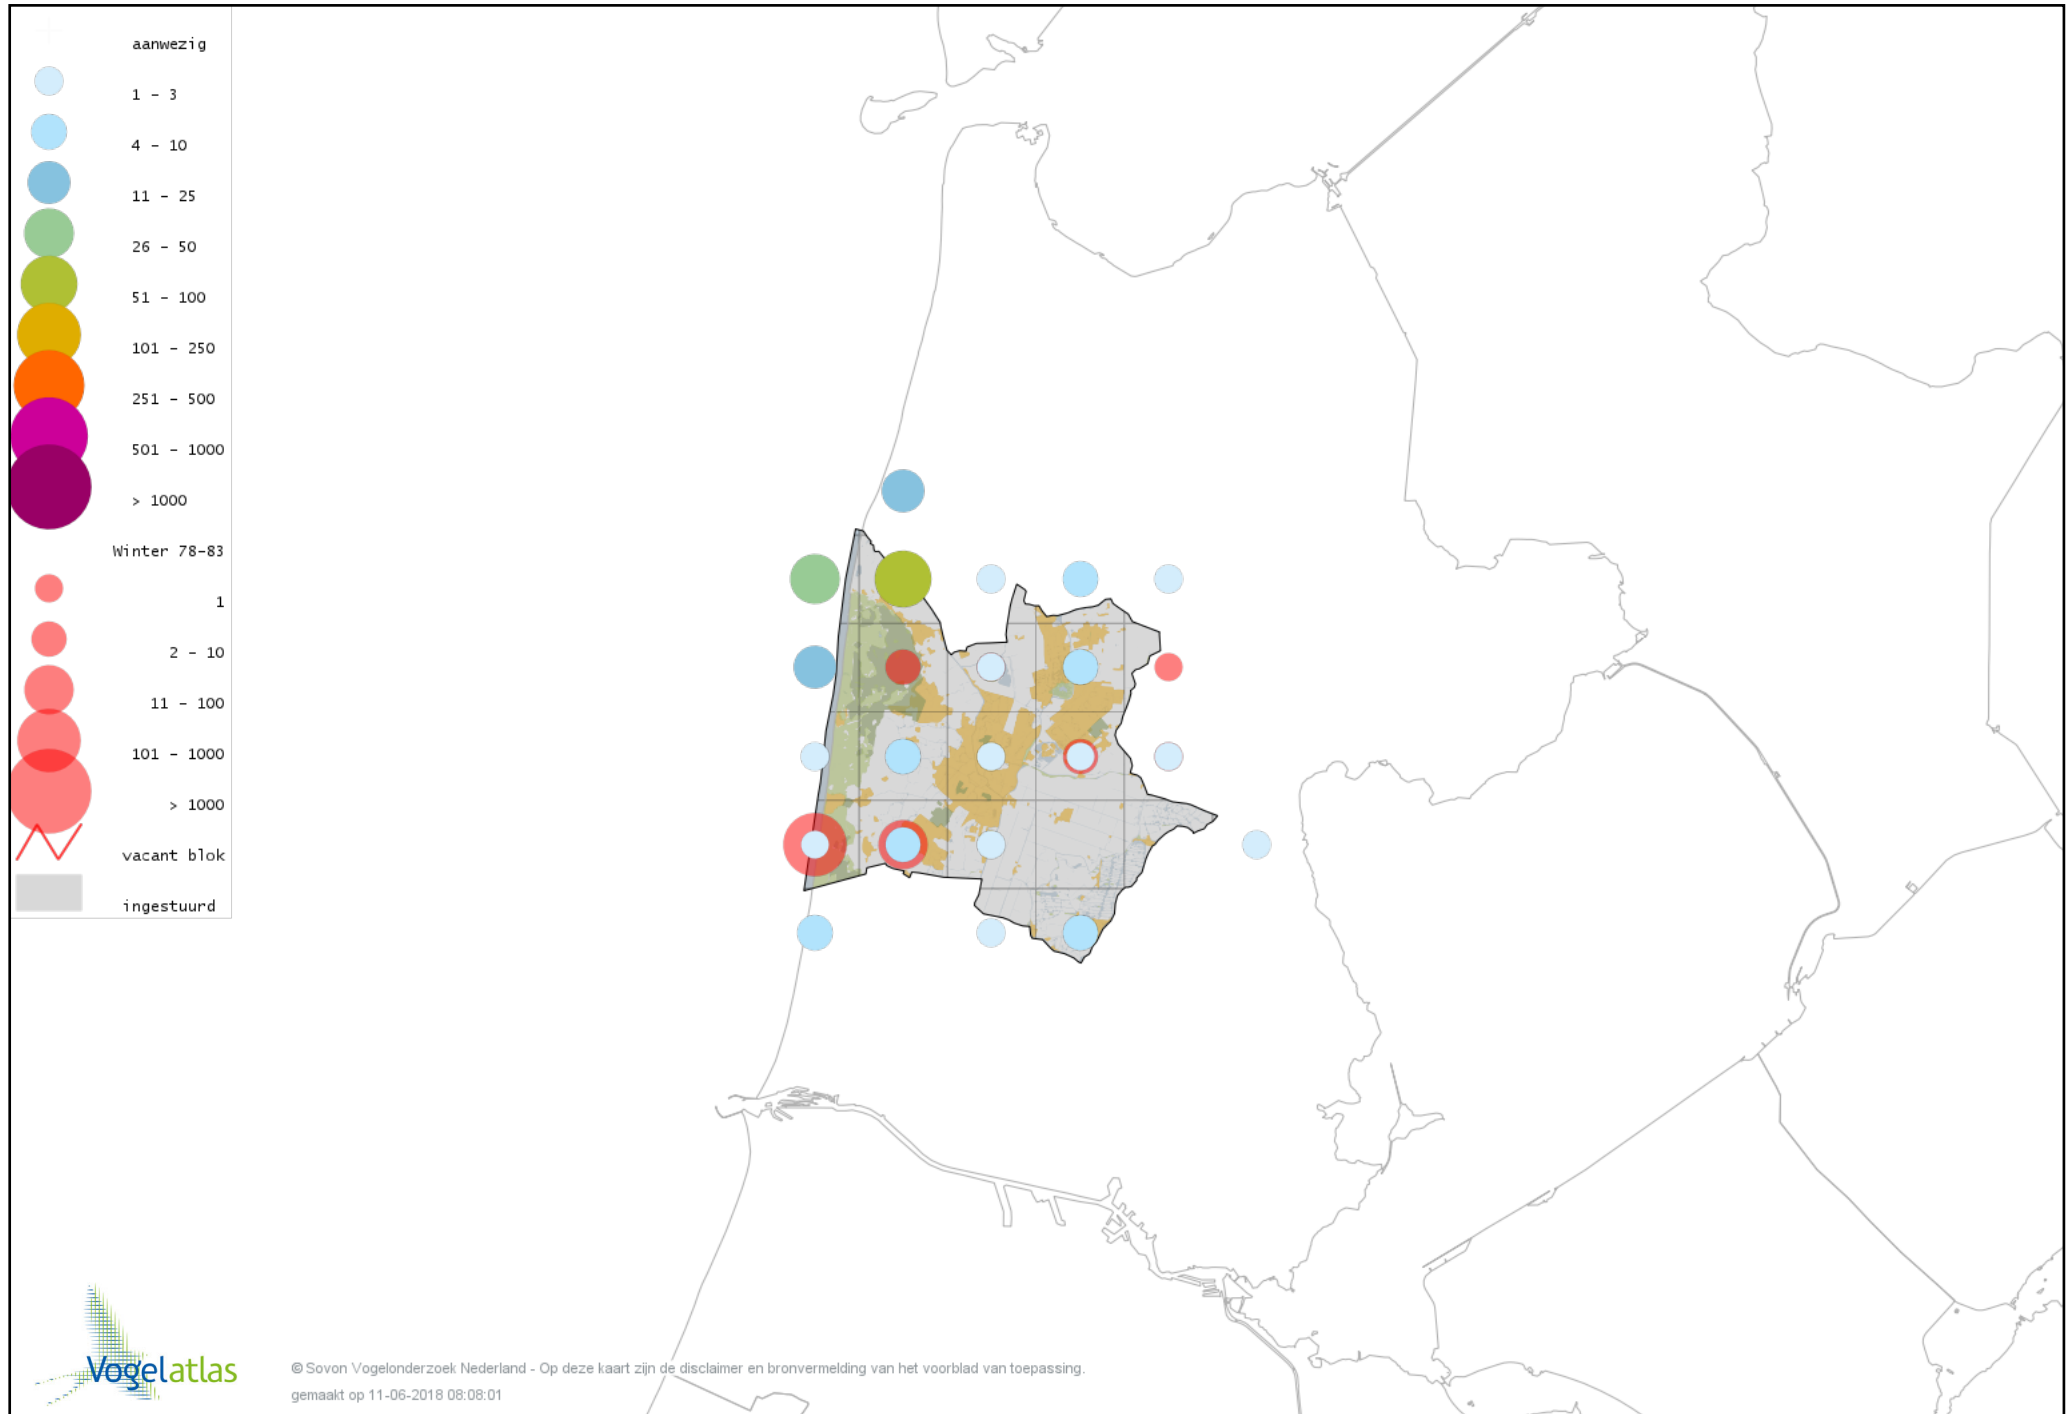 aanwezig
1 - 3
4 - 10
11 - 25
26 - 50
51 - 100
101 - 250
251 - 500
501 - 1000
> 1000
Winter 78-83
1
2 - 10
11 - 100
101 - 1000
> 1000
vacant blok
ingestuurd
Vogelatlas
© Sovon Vogelonderzoek Nederland - Op deze kaart zijn de disclaimer en bronvermelding van het voorblad van toepassing.
gemaakt op 11-06-2018 08:08:01